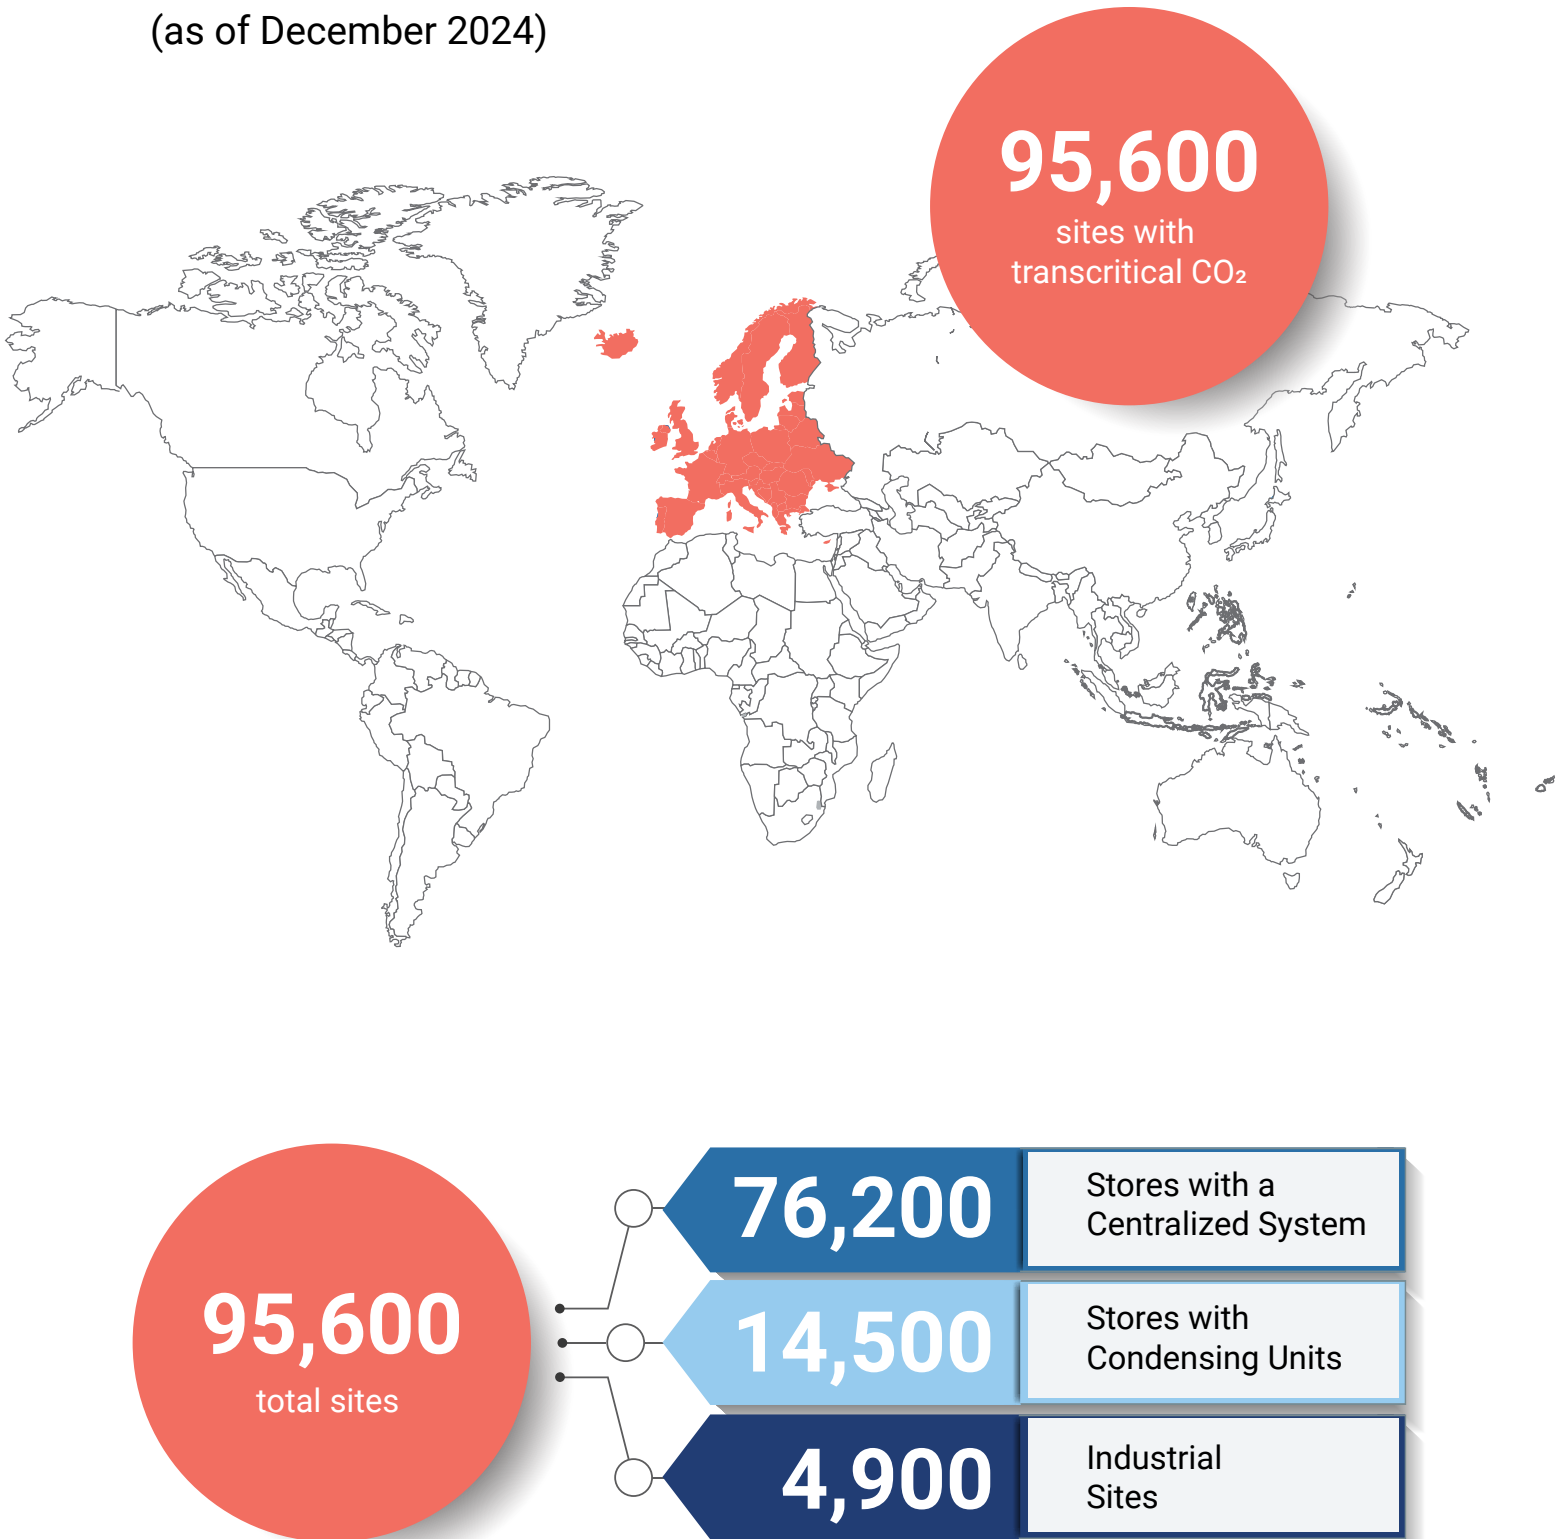 (as of December 2024)
95,600
sites with
transcritical CO₂
95,600
total sites
76,200
Stores with a
Centralized System
14,500
Stores with
Condensing Units
4,900
Industrial
Sites